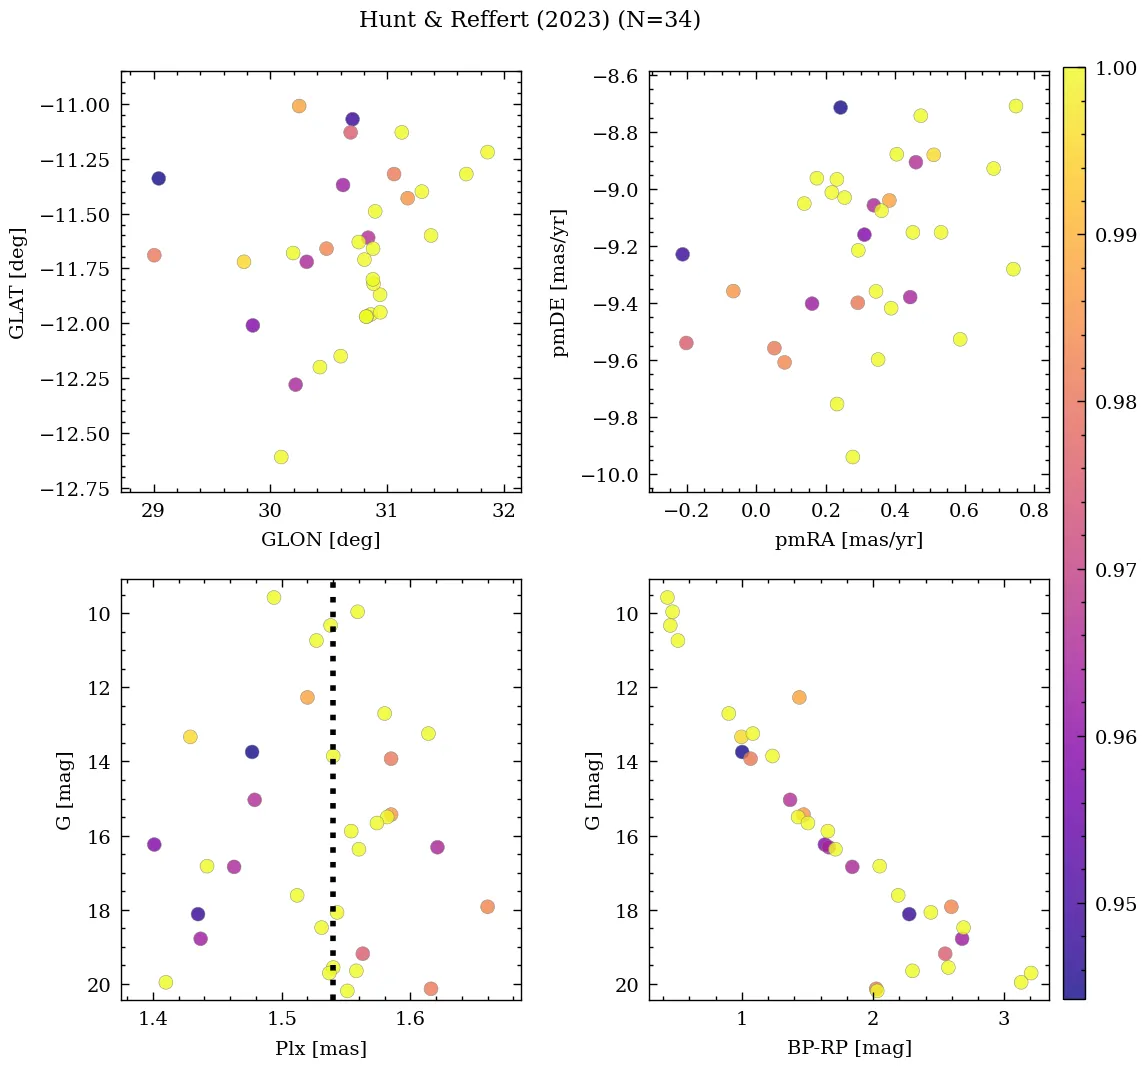 Hunt & Reffert (2023) (N=34)
GLAT [deg]
−11.00
−11.25
−11.50
−11.75
−12.00
−12.25
−12.50
−12.75
29 30 31 32
GLON [deg]
pmDE [mas/yr]
−8.6
−8.8
−9.0
−9.2
−9.4
−9.6
−9.8
−10.0
−0.2 0.0 0.2 0.4 0.6 0.8
pmRA [mas/yr]
G [mag]
10
12
14
16
18
20
1.4 1.5 1.6
Plx [mas]
G [mag]
10
12
14
16
18
20
1 2 3
BP-RP [mag]
1.00
0.99
0.98
0.97
0.96
0.95